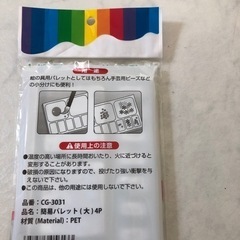 用途
絵の具用パレットとしてはもちろん手芸用ビーズなど
の小分けにも便利！
使用上の注意
●温度の高い場所に長時間おいたり、火に近づけると
変形することがあります。
●破損の原因になりますので、投げたり強い衝撃を与え
ないで下さい。
●この商品は、他の用途には使用しないで下さい。
品番：CG-3031
品名：簡易パレット(大)4P
材質(Material)：PET